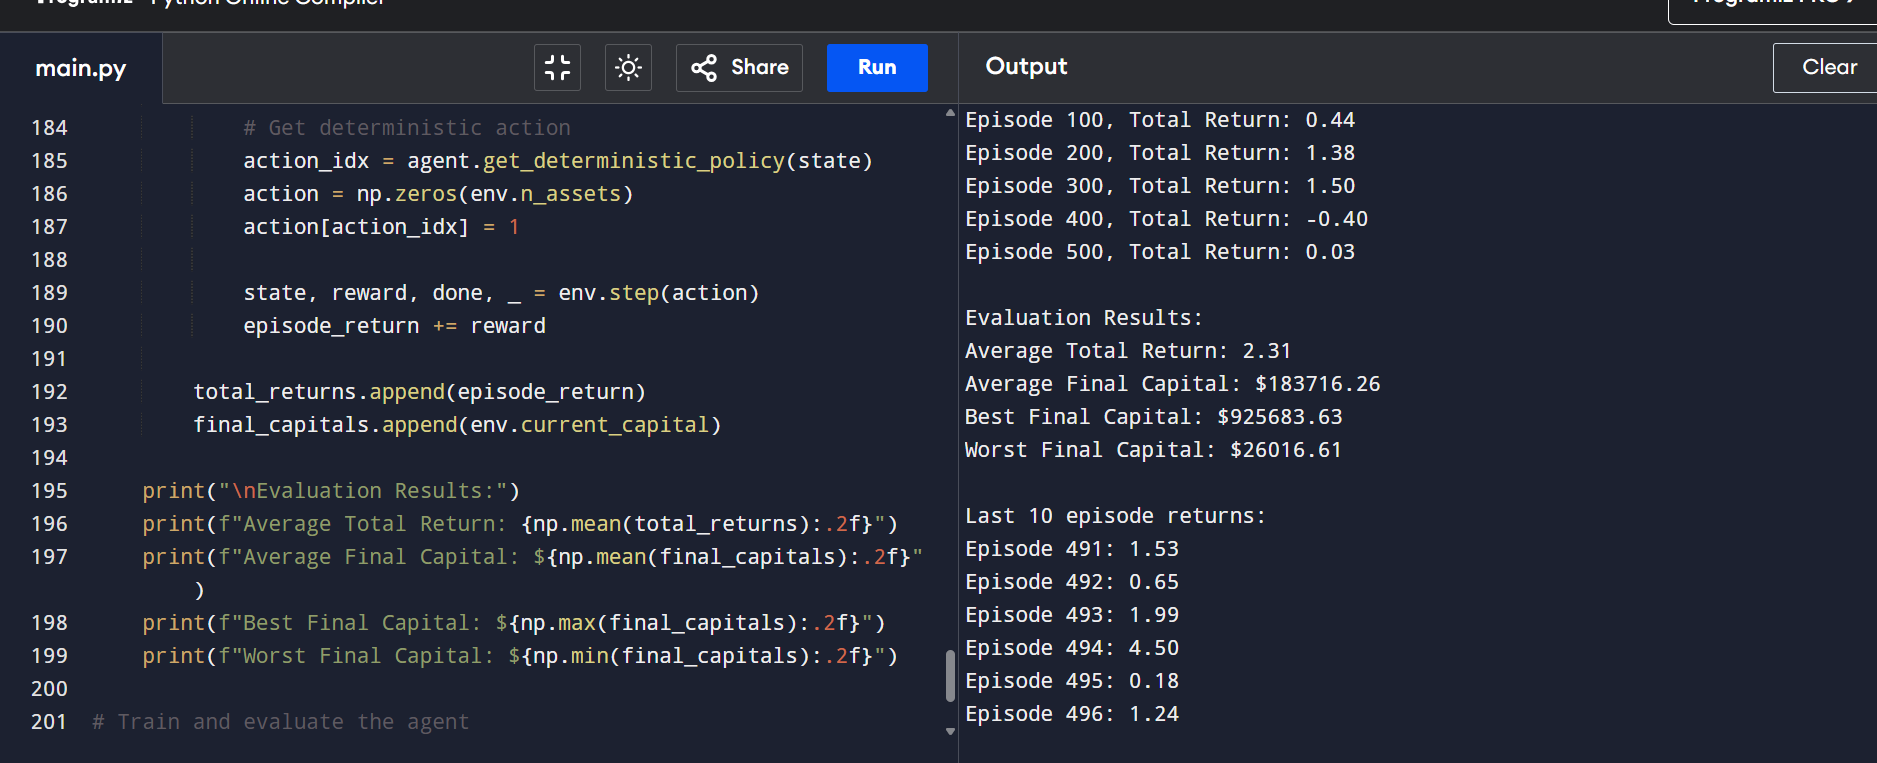 Programiz Python Online Compiler
Programiz PRO
main.py
Share
Run
Output
Clear
184 # Get deterministic action
185 action_idx = agent.get_deterministic_policy(state)
186 action = np.zeros(env.n_assets)
187 action[action_idx] = 1
188
189 state, reward, done, _ = env.step(action)
190 episode_return += reward
191
192 total_returns.append(episode_return)
193 final_capitals.append(env.current_capital)
194
195 print("\nEvaluation Results:")
196 print(f"Average Total Return: {np.mean(total_returns):.2f}")
197 print(f"Average Final Capital: ${np.mean(final_capitals):.2f}"
)
198 print(f"Best Final Capital: ${np.max(final_capitals):.2f}")
199 print(f"Worst Final Capital: ${np.min(final_capitals):.2f}")
200
201 # Train and evaluate the agent
Episode 100, Total Return: 0.44
Episode 200, Total Return: 1.38
Episode 300, Total Return: 1.50
Episode 400, Total Return: -0.40
Episode 500, Total Return: 0.03
Evaluation Results:
Average Total Return: 2.31
Average Final Capital: $183716.26
Best Final Capital: $925683.63
Worst Final Capital: $26016.61
Last 10 episode returns:
Episode 491: 1.53
Episode 492: 0.65
Episode 493: 1.99
Episode 494: 4.50
Episode 495: 0.18
Episode 496: 1.24